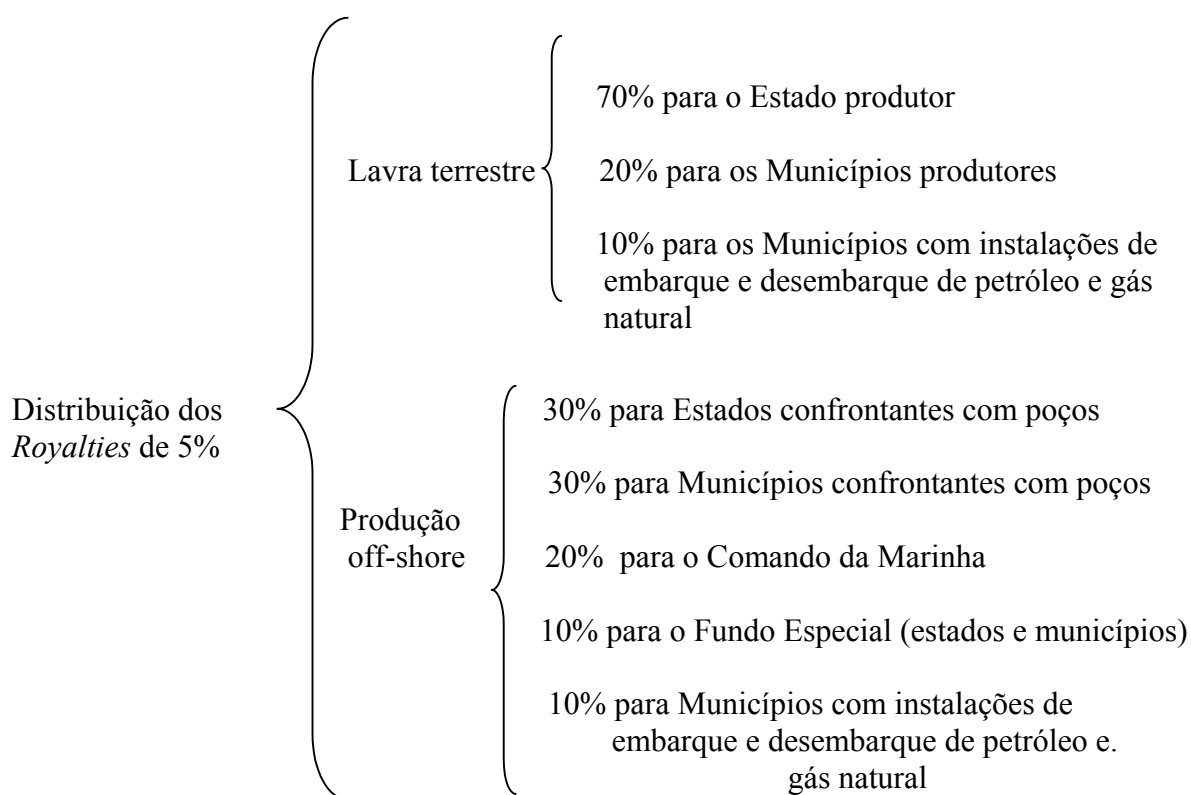 Distribuição dos
Royalties de 5%
Lavra terrestre
70% para o Estado produtor
20% para os Municípios produtores
10% para os Municípios com instalações de
embarque e desembarque de petróleo e gás
natural
Produção
off-shore
30% para Estados confrontantes com poços
30% para Municípios confrontantes com poços
20% para o Comando da Marinha
10% para o Fundo Especial (estados e municípios)
10% para Municípios com instalações de
embarque e desembarque de petróleo e.
gás natural